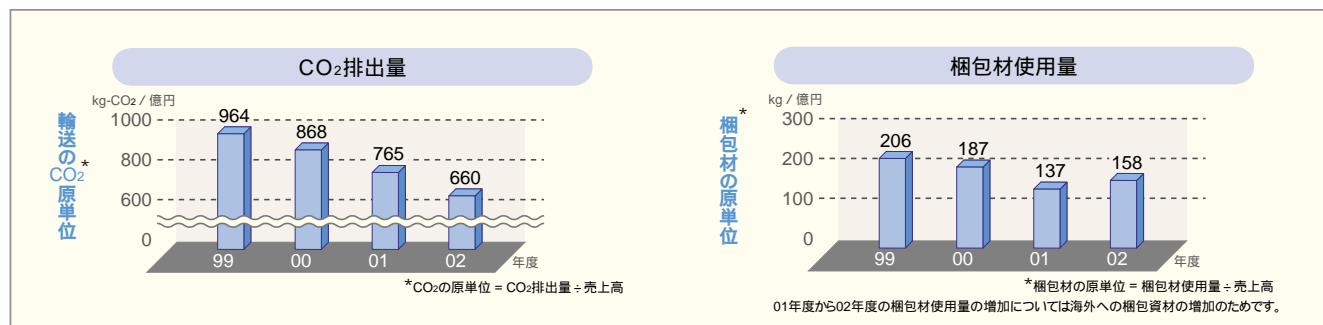 CO₂排出量
kg-CO₂ / 億円
輸送のCO₂原単位*
1000
800
600
0
964
868
765
660
99
00
01
02
年度
*CO₂の原単位 = CO₂排出量÷売上高
梱包材使用量
kg / 億円
梱包材の原単位*
300
200
100
0
206
187
137
158
99
00
01
02
年度
*梱包材の原単位 = 梱包材使用量÷売上高
01年度から02年度の梱包材使用量の増加については海外への梱包資材の増加のためです。